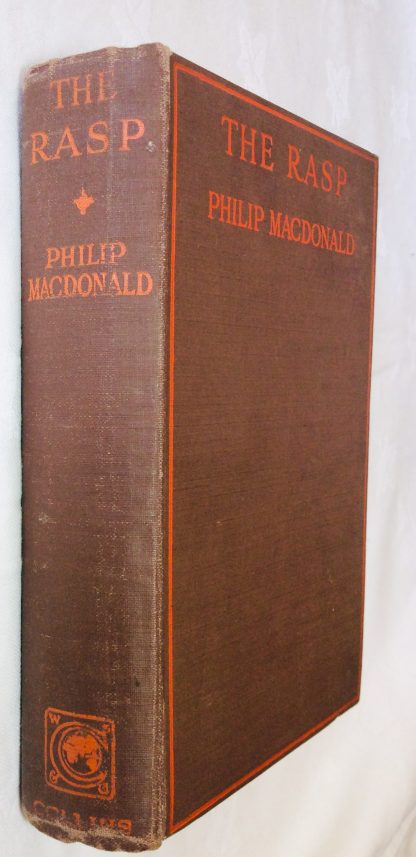 THE
RASP
PHILIP
MACDONALD
COLLINS
THE RASP
PHILIP MACDONALD